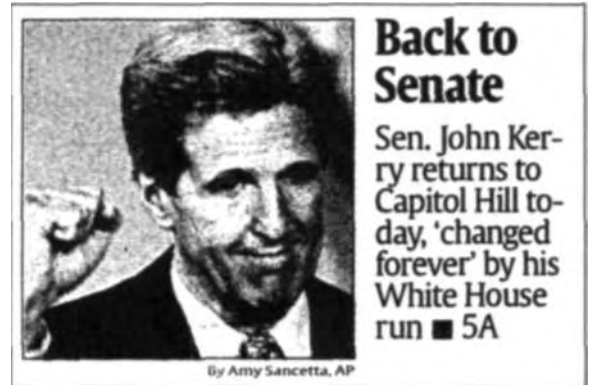 Back to
Senate
Sen. John Ker-
ry returns to
Capitol Hill to-
day, 'changed
forever' by his
White House
run ■ 5A
By Amy Sancetta, AP